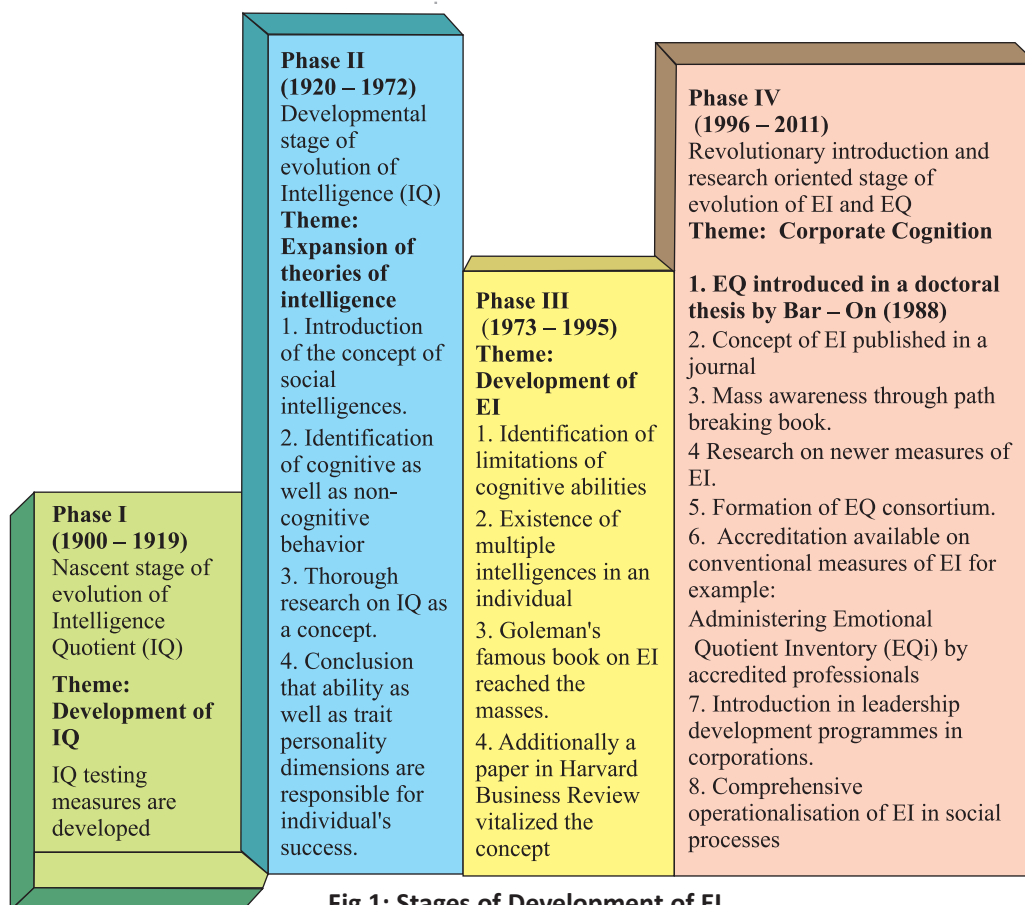 Phase I
(1900 – 1919)
Nascent stage of
evolution of
Intelligence
Quotient (IQ)
Theme:
Development of
IQ
IQ testing
measures are
developed
Phase II
(1920 – 1972)
Developmental
stage of
evolution of
Intelligence (IQ)
Theme:
Expansion of
theories of
intelligence
1. Introduction
of the concept of
social
intelligences.
2. Identification
of cognitive as
well as non-
cognitive
behavior
3. Thorough
research on IQ as
a concept.
4. Conclusion
that ability as
well as trait
personality
dimensions are
responsible for
individual's
success.
Phase III
(1973 – 1995)
Theme:
Development of
EI
1. Identification of
limitations of
cognitive abilities
2. Existence of
multiple
intelligences in an
individual
3. Goleman's
famous book on EI
reached the
masses.
4. Additionally a
paper in Harvard
Business Review
vitalized the
concept
Phase IV
(1996 – 2011)
Revolutionary introduction and
research oriented stage of
evolution of EI and EQ
Theme: Corporate Cognition
1. EQ introduced in a doctoral
thesis by Bar – On (1988)
2. Concept of EI published in a
journal
3. Mass awareness through path
breaking book.
4 Research on newer measures of
EI.
5. Formation of EQ consortium.
6. Accreditation available on
conventional measures of EI for
example:
Administering Emotional
Quotient Inventory (EQi) by
accredited professionals
7. Introduction in leadership
development programmes in
corporations.
8. Comprehensive
operationalisation of EI in social
processes
Fig 1: Stages of Development of EI